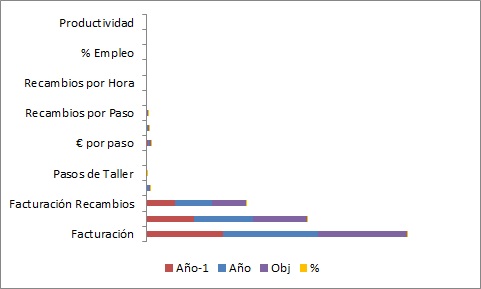 Productividad
% Empleo
Recambios por Hora
Recambios por Paso
€ por paso
Pasos de Taller
Facturación Recambios
Facturación
Año-1 Año Obj %